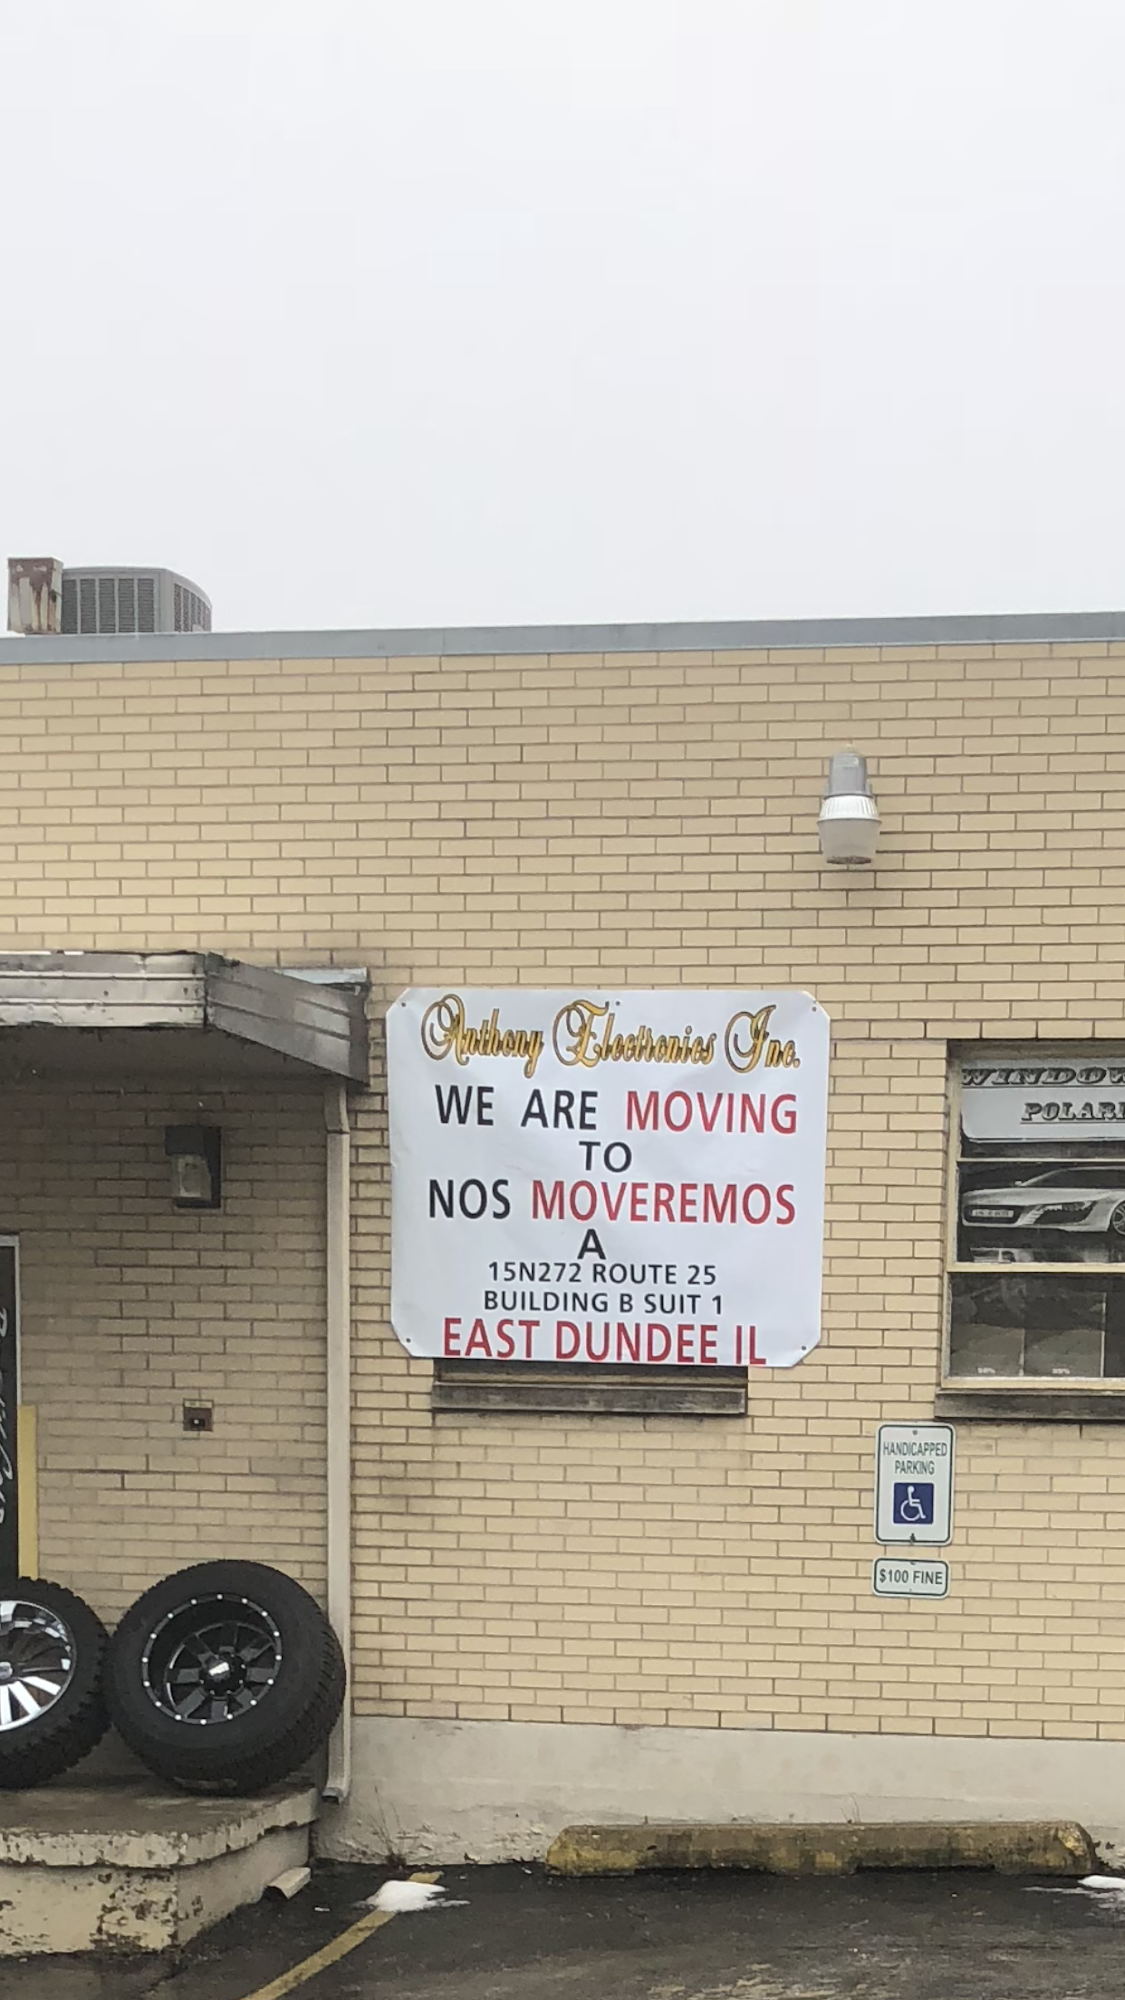 Anthony Electronics Inc.
WE ARE MOVING
TO
NOS MOVEREMOS
A
15N272 ROUTE 25
BUILDING B SUIT 1
EAST DUNDEE IL
HANDICAPPED
PARKING
$100 FINE